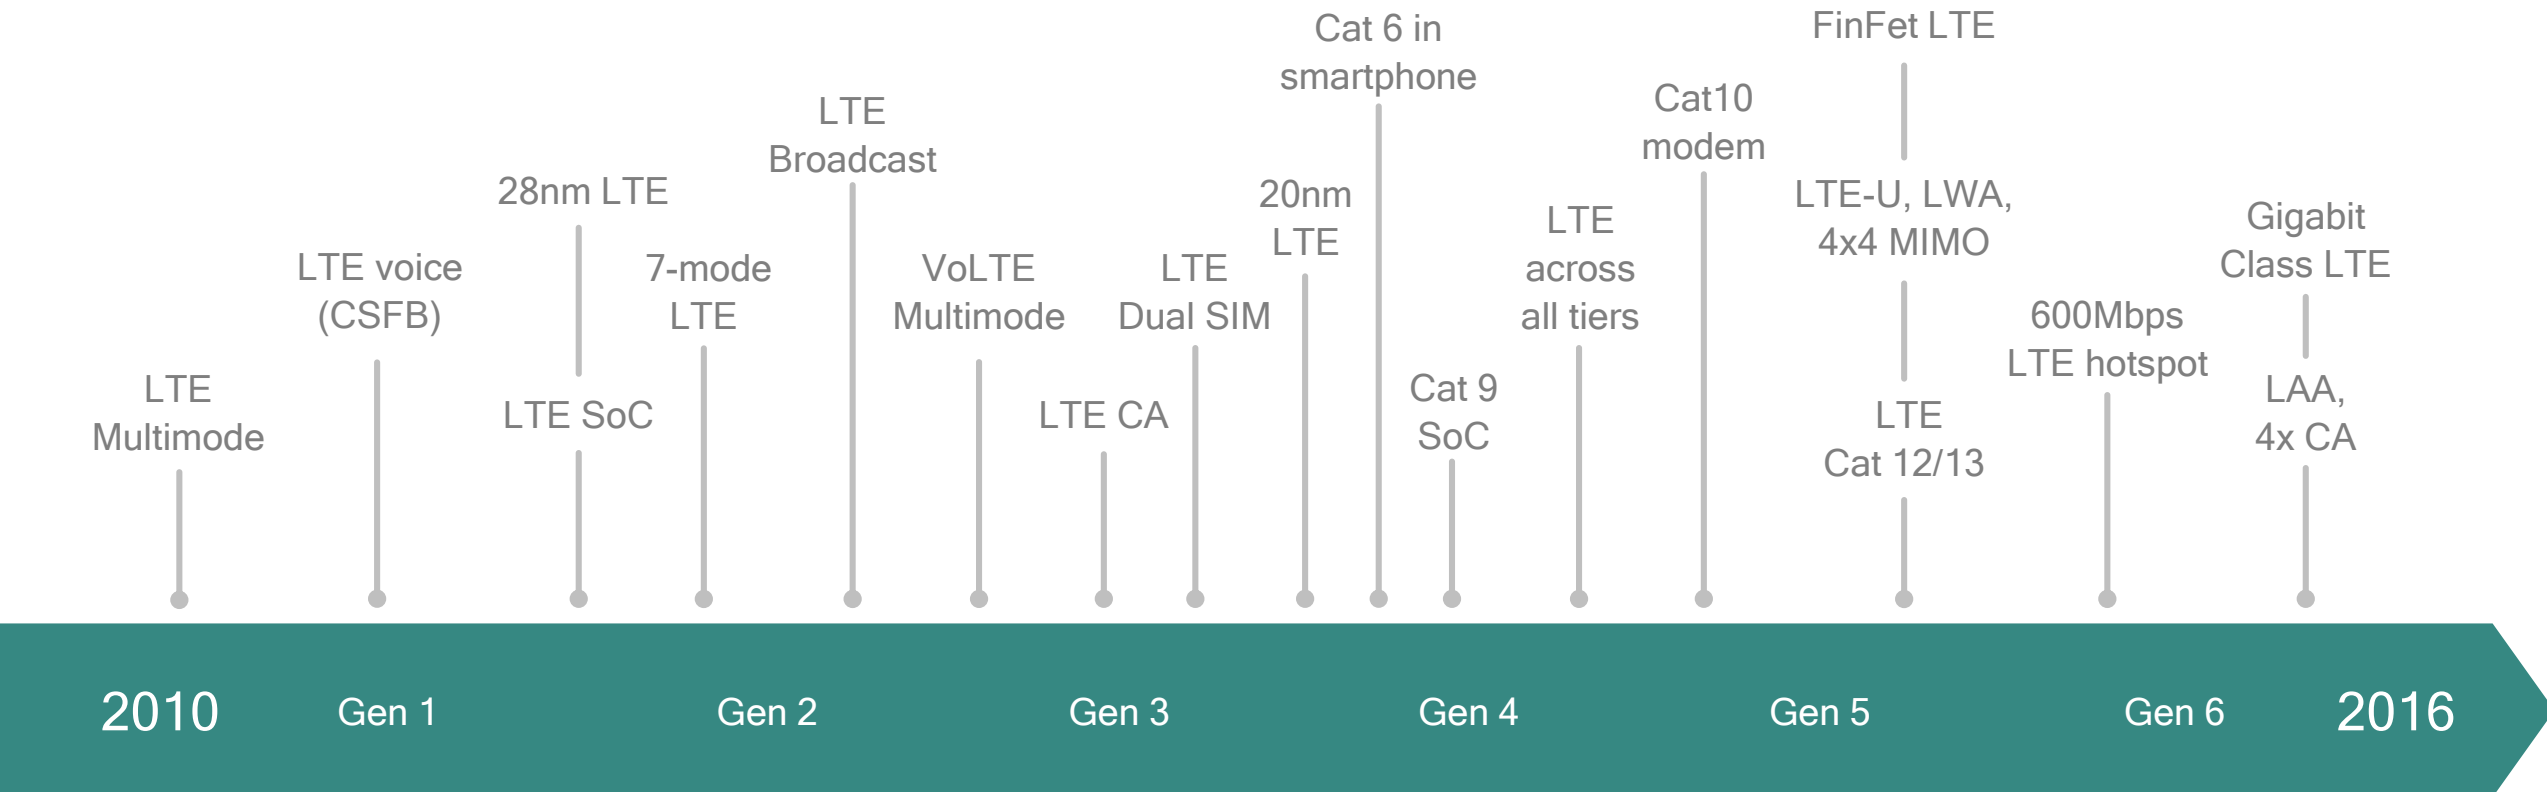 LTE
Multimode
LTE voice
(CSFB)
28nm LTE
LTE SoC
7-mode
LTE
LTE
Broadcast
VoLTE
Multimode
LTE CA
LTE
Dual SIM
20nm
LTE
Cat 6 in
smartphone
Cat 9
SoC
LTE
across
all tiers
Cat10
modem
FinFet LTE
LTE-U, LWA,
4x4 MIMO
LTE
Cat 12/13
600Mbps
LTE hotspot
Gigabit
Class LTE
LAA,
4x CA
2010
Gen 1
Gen 2
Gen 3
Gen 4
Gen 5
Gen 6
2016